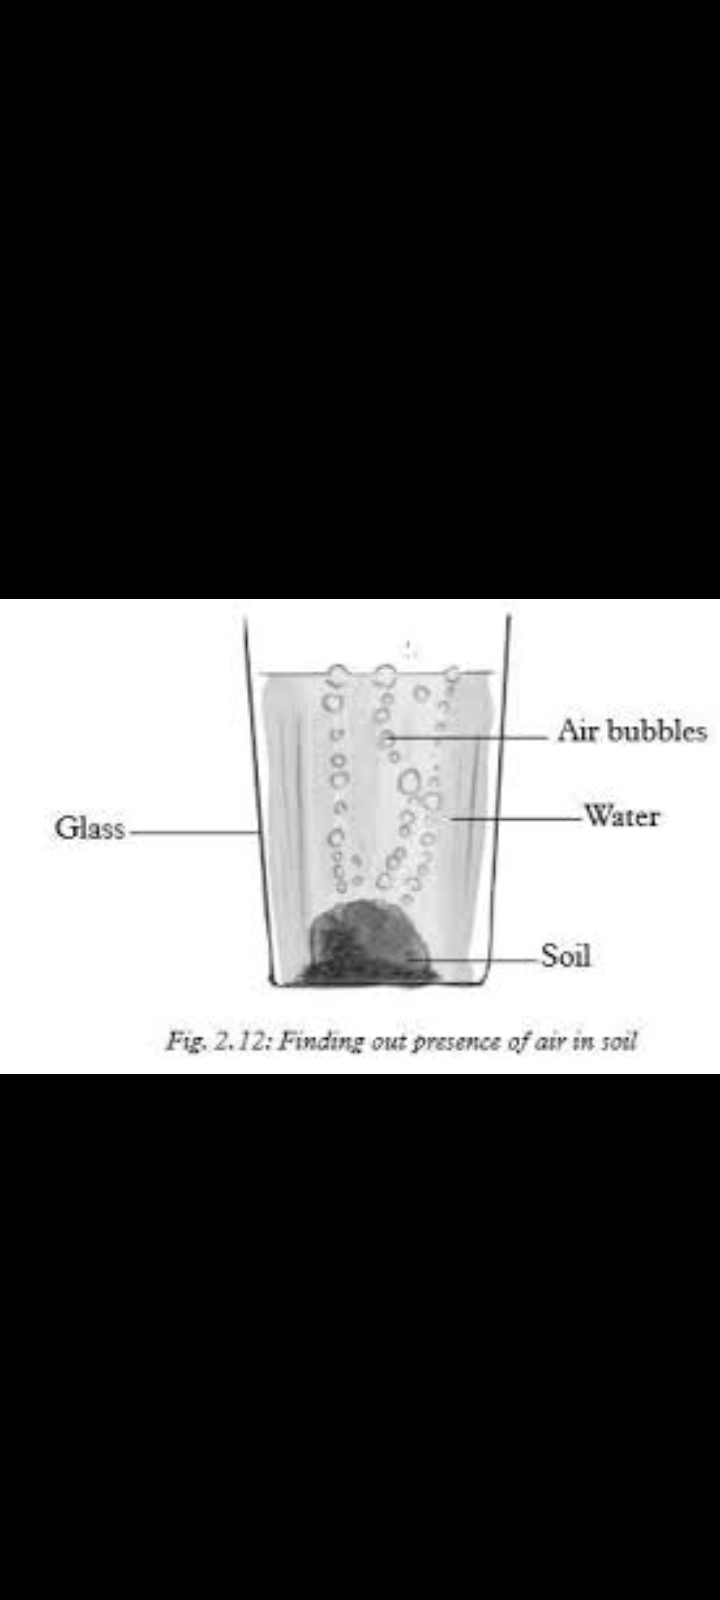 Air bubbles
Water
Glass
Soil
Fig. 2.12: Finding out presence of air in soil